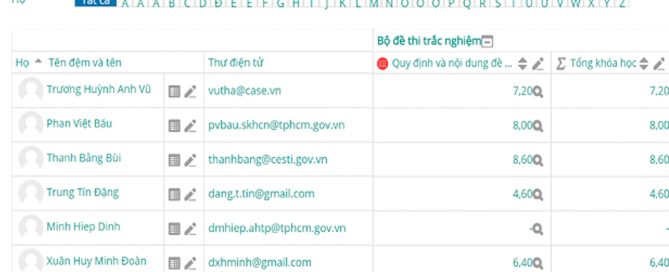 Họ Tất cả A Ă Â B C D Đ E Ê F G H I J K L M N O Ô Ơ P Q R S T U Ư V W X Y Z
Bộ đề thi trắc nghiệm
Họ Tên đệm và tên Thư điện tử Quy định và nội dung đề ... Σ Tổng khóa học
Trương Huỳnh Anh Vũ vutha@case.vn 7,20 7,20
Phan Việt Báu pvbau.skhcn@tphcm.gov.vn 8,00 8,00
Thanh Bằng Bùi thanhbang@cesti.gov.vn 8,60 8,60
Trung Tín Đặng dang.t.tin@gmail.com 4,60 4,60
Minh Hiep Dinh dmhiep.ahtp@tphcm.gov.vn - -
Xuân Huy Minh Đoàn dxhminh@gmail.com 6,40 6,40